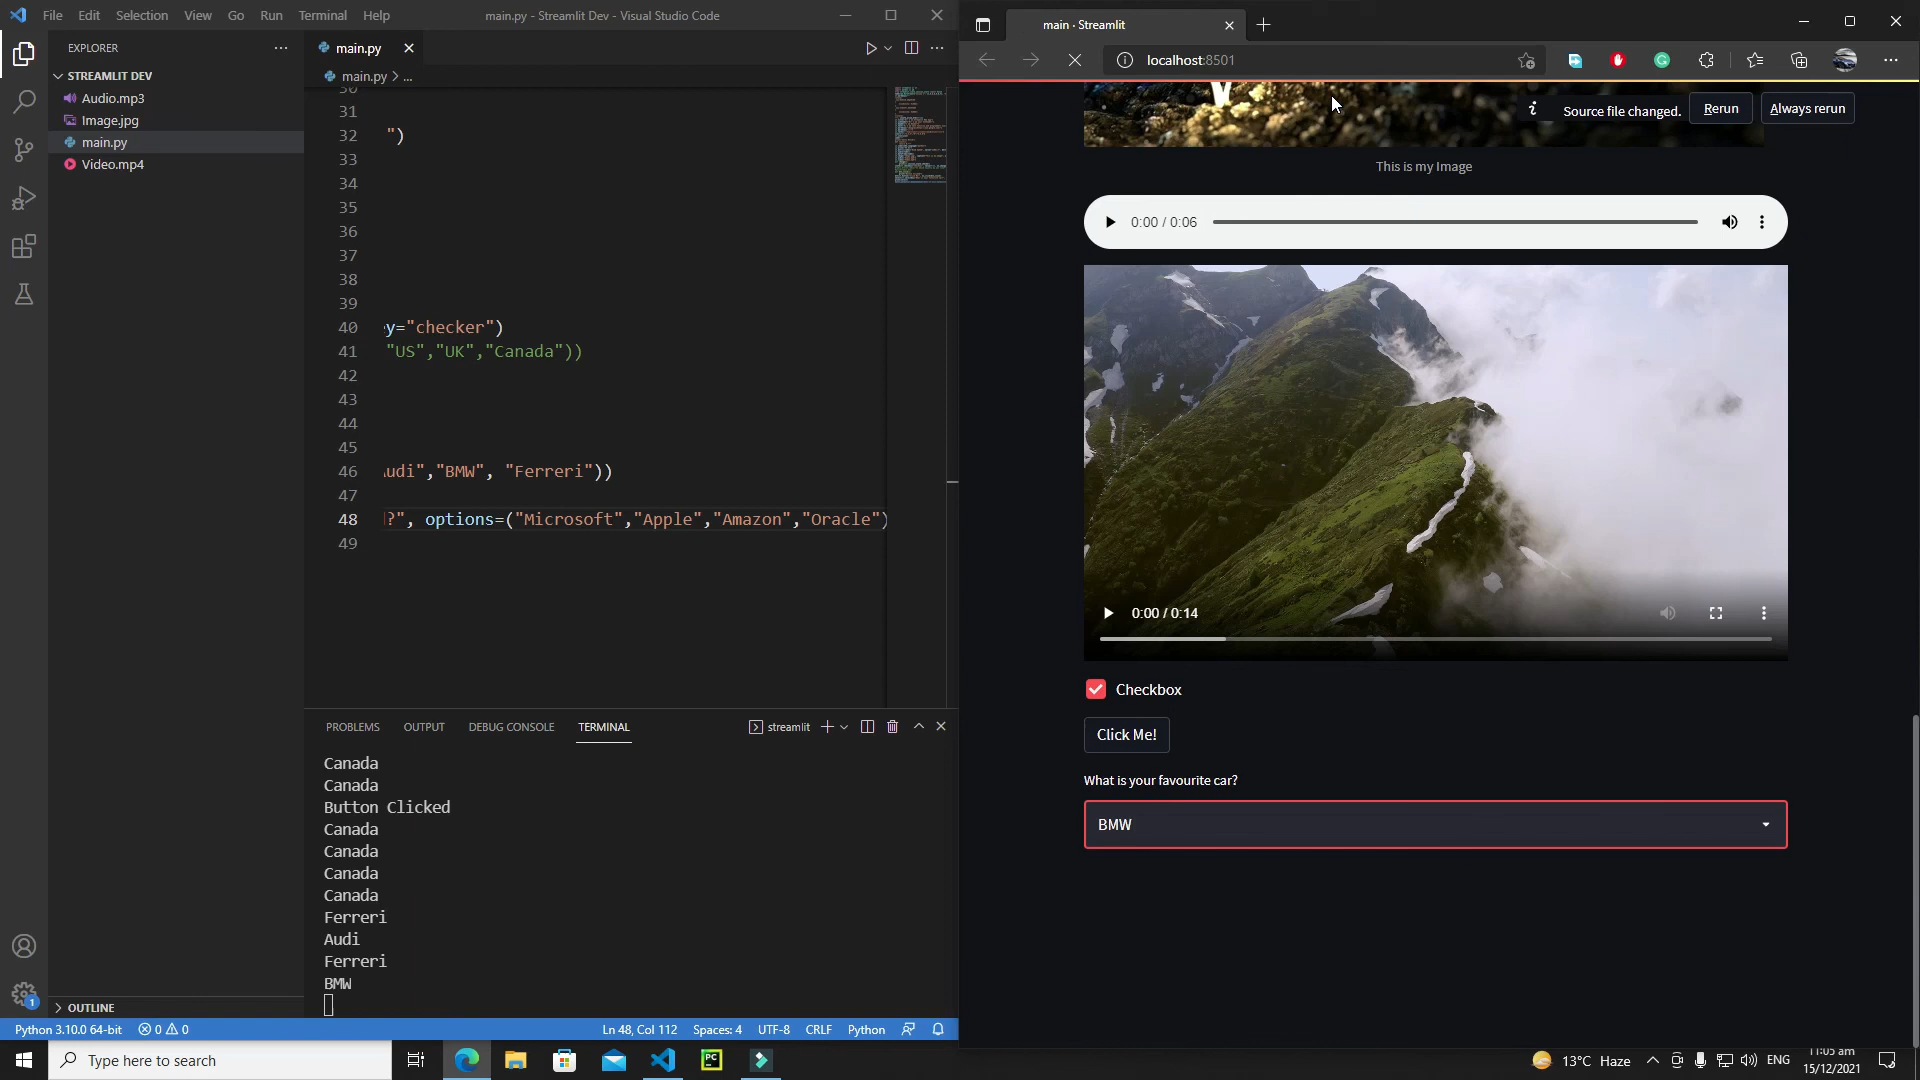 File Edit Selection View Go Run Terminal Help
main.py - Streamlit Dev - Visual Studio Code
EXPLORER
STREAMLIT DEV
Audio.mp3
Image.jpg
main.py
Video.mp4
OUTLINE
main.py
main.py > ...
30
31
32 ")
33
34
35
36
37
38
39
40 y="checker")
41 "US","UK","Canada"))
42
43
44
45
46 udi","BMW", "Ferreri"))
47
48 ?", options=("Microsoft","Apple","Amazon","Oracle")
49
PROBLEMS OUTPUT DEBUG CONSOLE TERMINAL
streamlit
Canada
Canada
Button Clicked
Canada
Canada
Canada
Canada
Ferreri
Audi
Ferreri
BMW
1
Python 3.10.0 64-bit 0 0
Ln 48, Col 112 Spaces: 4 UTF-8 CRLF Python
main · Streamlit
localhost:8501
Source file changed. Rerun Always rerun
This is my Image
0:00 / 0:06
0:00 / 0:14
Checkbox
Click Me!
What is your favourite car?
BMW
Type here to search
PC
13°C Haze
ENG
11:05 am
15/12/2021